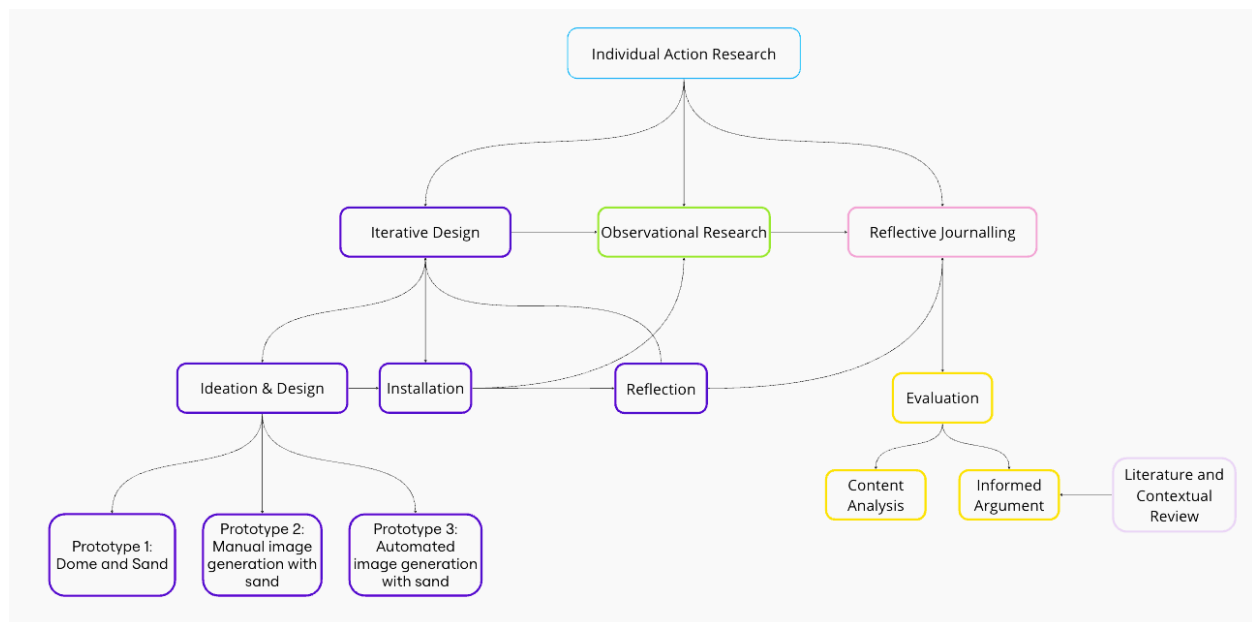 Individual Action Research
Iterative Design
Observational Research
Reflective Journalling
Ideation & Design
Installation
Reflection
Evaluation
Content
Analysis
Informed
Argument
Literature and
Contextual
Review
Prototype 1:
Dome and Sand
Prototype 2:
Manual image
generation with
sand
Prototype 3:
Automated
image generation
with sand